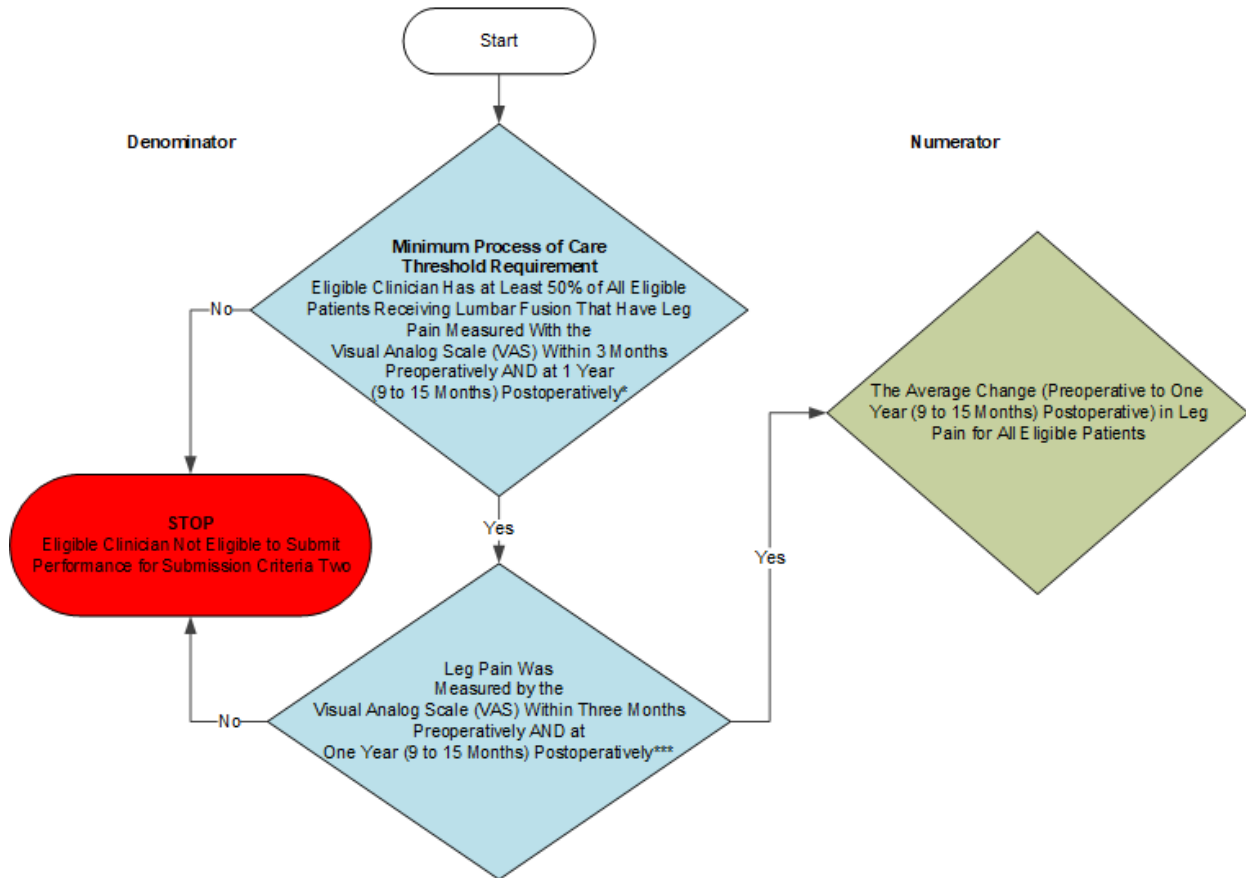 Start
Denominator
Numerator
Minimum Process of Care
Threshold Requirement
Eligible Clinician Has at Least 50% of All Eligible
Patients Receiving Lumbar Fusion That Have Leg
Pain Measured With the
Visual Analog Scale (VAS) Within 3 Months
Preoperatively AND at 1 Year
(9 to 15 Months) Postoperatively*
No
The Average Change (Preoperative to One
Year (9 to 15 Months) Postoperative) in Leg
Pain for All Eligible Patients
STOP
Eligible Clinician Not Eligible to Submit
Performance for Submission Criteria Two
Yes
Yes
Leg Pain Was
Measured by the
Visual Analog Scale (VAS) Within Three Months
Preoperatively AND at
One Year (9 to 15 Months) Postoperatively***
No